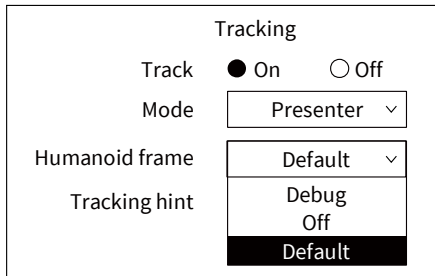 Tracking
Track On Off
Mode Presenter
Humanoid frame Default
Tracking hint Debug
Off
Default